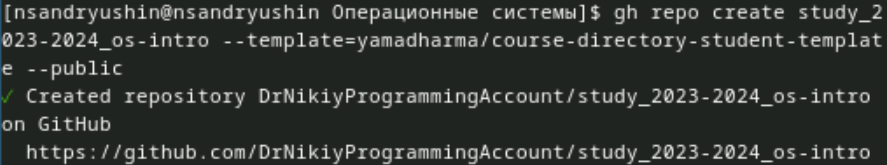 [nsandryushin@nsandryushin Операционные системы]$ gh repo create study_2
023-2024_os-intro --template=yamadharma/course-directory-student-templat
e --public
✓ Created repository DrNikiyProgrammingAccount/study_2023-2024_os-intro
on GitHub
  https://github.com/DrNikiyProgrammingAccount/study_2023-2024_os-intro